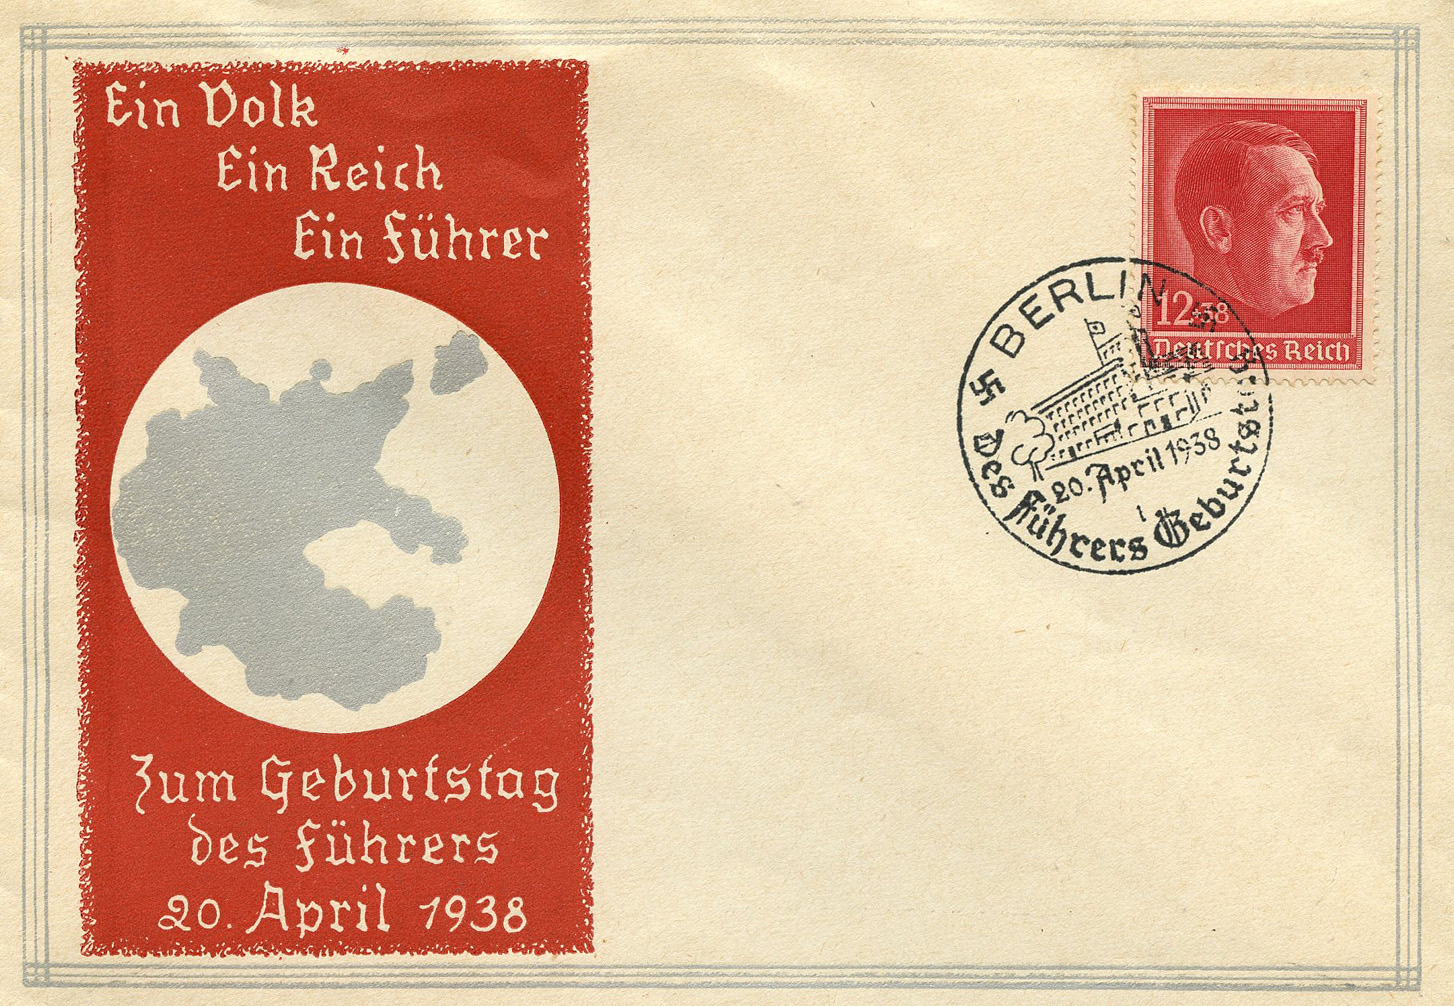 Ein Volk
Ein Reich
Ein Führer
Zum Geburtstag
des Führers
20. April 1938
12+38
Deutsches Reich
BERLIN
20. April 1938
Des Führers Geburtstag